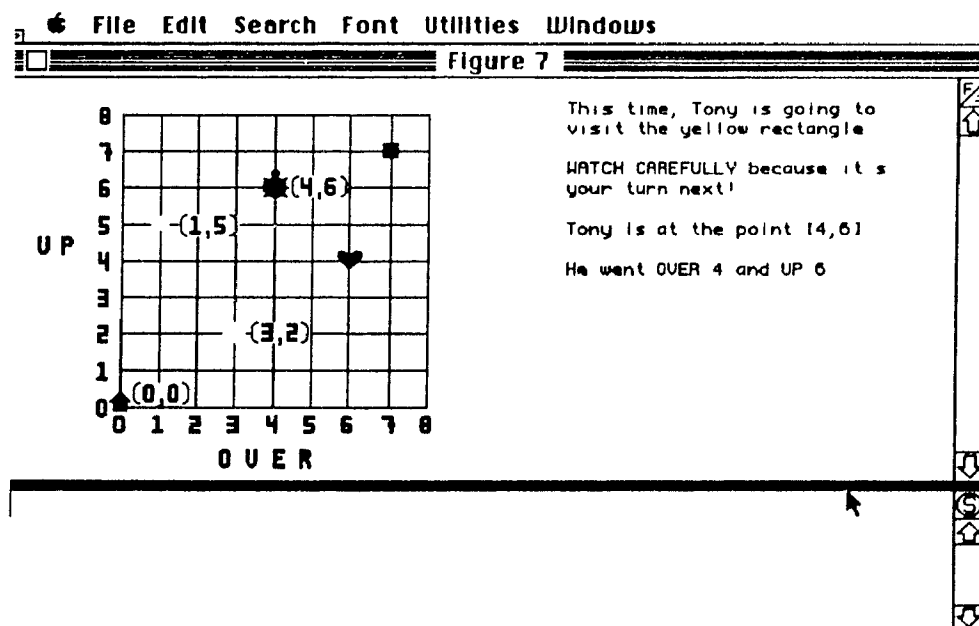 File Edit Search Font Utilities Windows
Figure 7
This time, Tony is going to
visit the yellow rectangle
WATCH CAREFULLY because it s
your turn next!
Tony is at the point [4,6]
He went OVER 4 and UP 6
8
7
6
(4,6)
5
(1,5)
UP
4
3
2
(3,2)
1
(0,0)
0
0 1 2 3 4 5 6 7 8
OVER
S